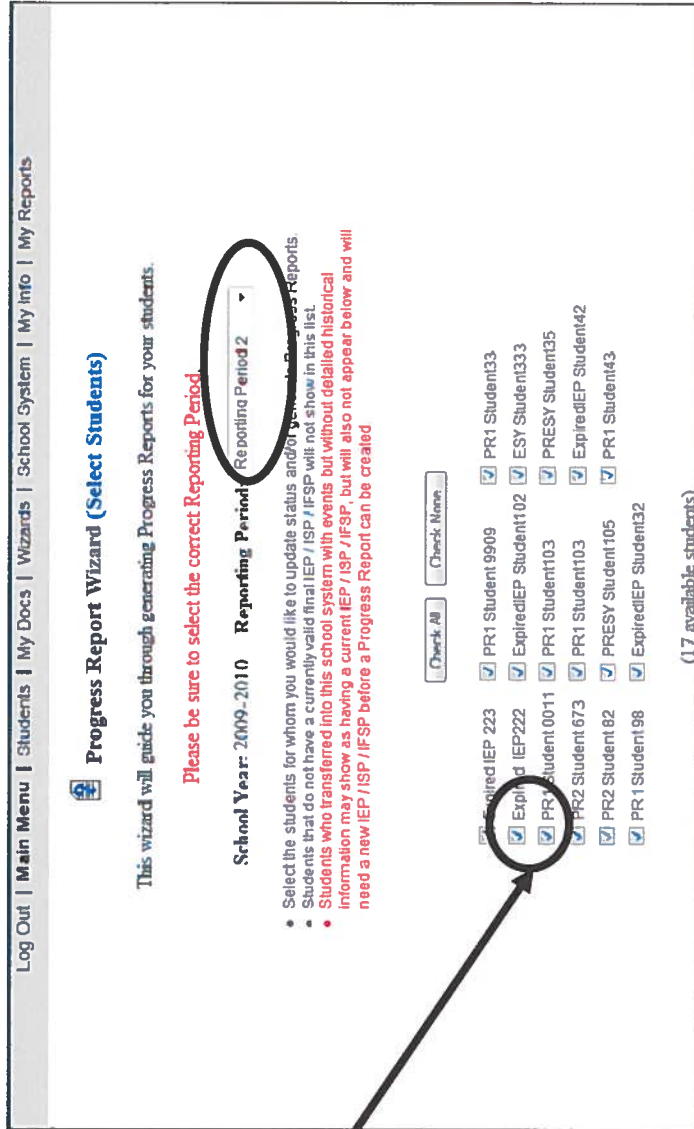 Log Out | Main Menu | Students | My Docs | Wizards | School System | My Info | My Reports
Progress Report Wizard (Select Students)
This wizard will guide you through generating Progress Reports for your students.
Please be sure to select the correct Reporting Period.
School Year: 2009-2010 Reporting Period: Reporting Period 2
• Select the students for whom you would like to update status and/or generate Progress Reports.
• Students that do not have a currently valid final IEP / ISP / IFSP will not show in this list.
• Students who transferred into this school system with events but without detailed historical
information may show as having a current IEP / ISP / IFSP, but will also not appear below and will
need a new IEP / ISP / IFSP before a Progress Report can be created
Check All Check None
Expired IEP 223 PR1 Student 9909 PR1 Student33
Expired IEP222 ExpiredIEP Student102 ESY Student333
PR1 Student 0011 PR1 Student103 PRESY Student35
PR2 Student 673 PR1 Student103 ExpiredIEP Student42
PR2 Student 82 PRESY Student105 PR1 Student43
PR1 Student 98 ExpiredIEP Student32
(17 available students)